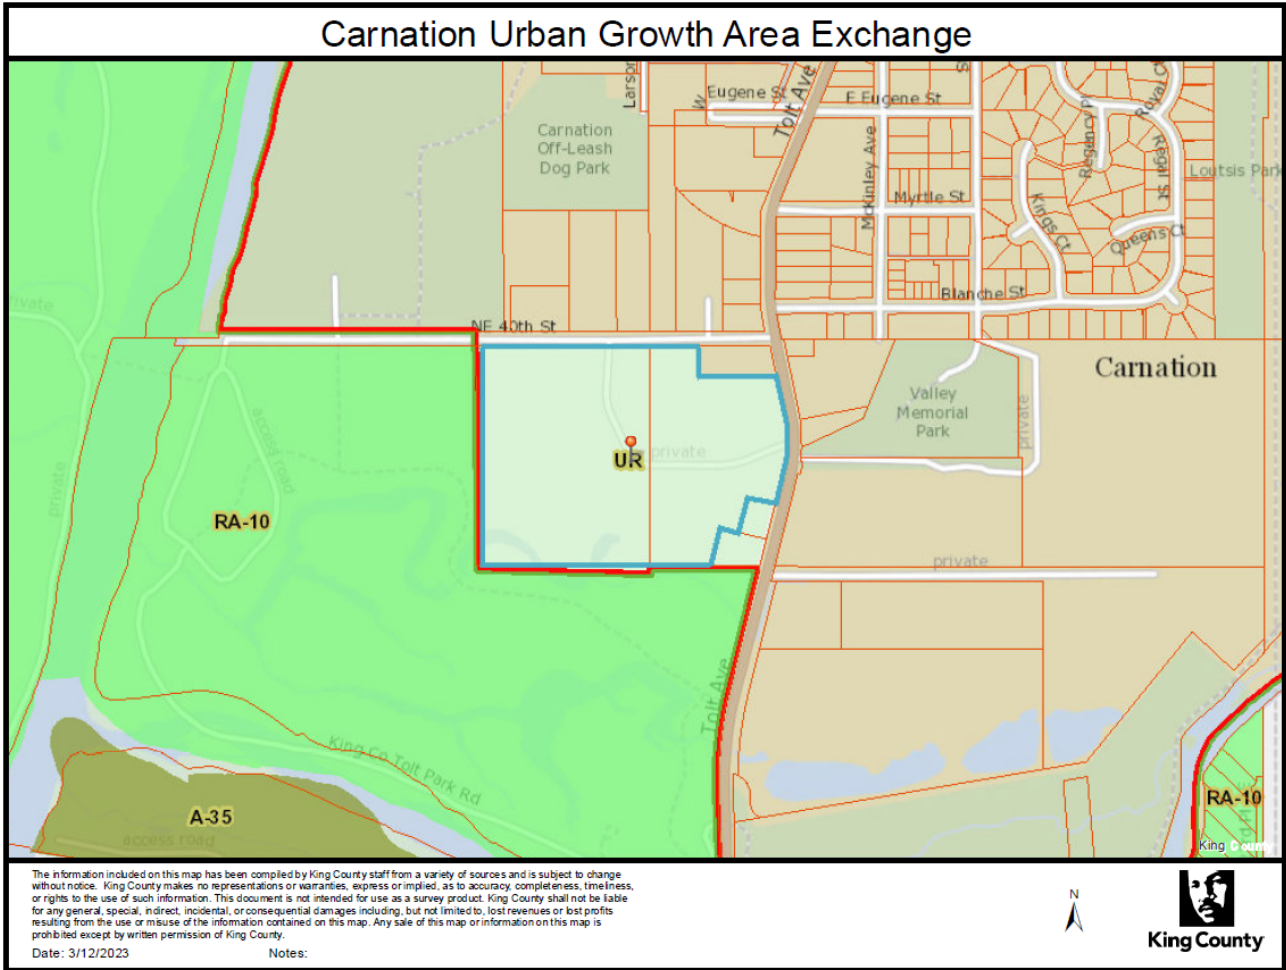 Carnation Urban Growth Area Exchange
Larson
W
Eugene St
Tolt Ave
E Eugene St
Regency Pl
Royal Ct
Carnation
Off-Leash
Dog Park
McKinley Ave
Regal St
Loutsis Park
Myrtle St
Kings Ct
Queens Ct
Blanche St
NE 40th St
Carnation
access road
Valley
Memorial
Park
private
private
UR
private
RA-10
private
Tolt Ave
King Co Tolt Park Rd
A-35
access road
RA-10
King County
The information included on this map has been compiled by King County staff from a variety of sources and is subject to change
without notice. King County makes no representations or warranties, express or implied, as to accuracy, completeness, timeliness,
or rights to the use of such information. This document is not intended for use as a survey product. King County shall not be liable
for any general, special, indirect, incidental, or consequential damages including, but not limited to, lost revenues or lost profits
resulting from the use or misuse of the information contained on this map. Any sale of this map or information on this map is
prohibited except by written permission of King County.
Date: 3/12/2023 Notes:
N
King County